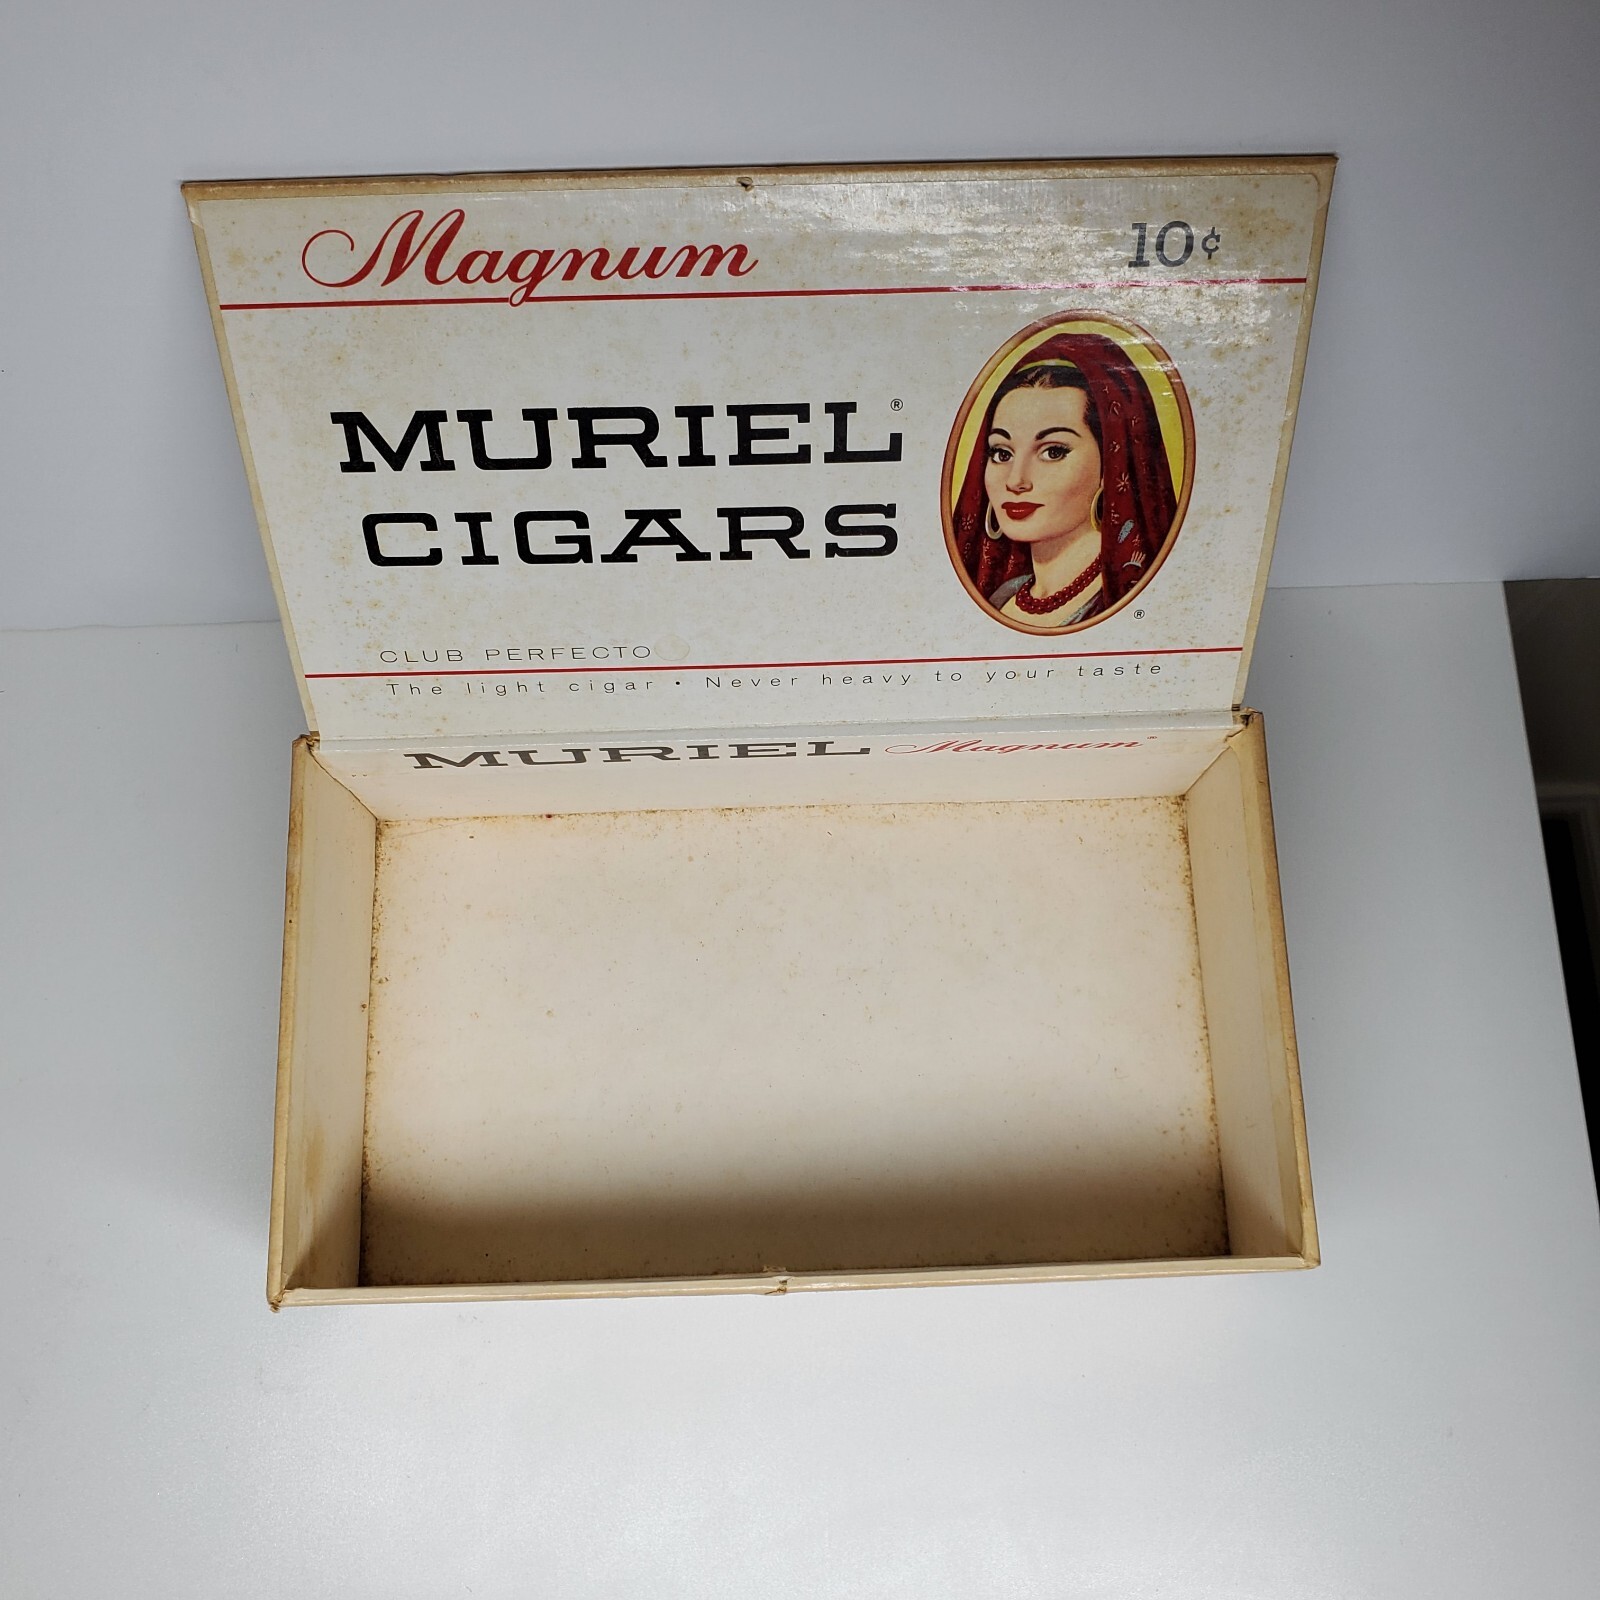 Magnum
10¢
MURIEL®
CIGARS
®
CLUB PERFECTO
The light cigar • Never heavy to your taste
MURIEL Magnum®